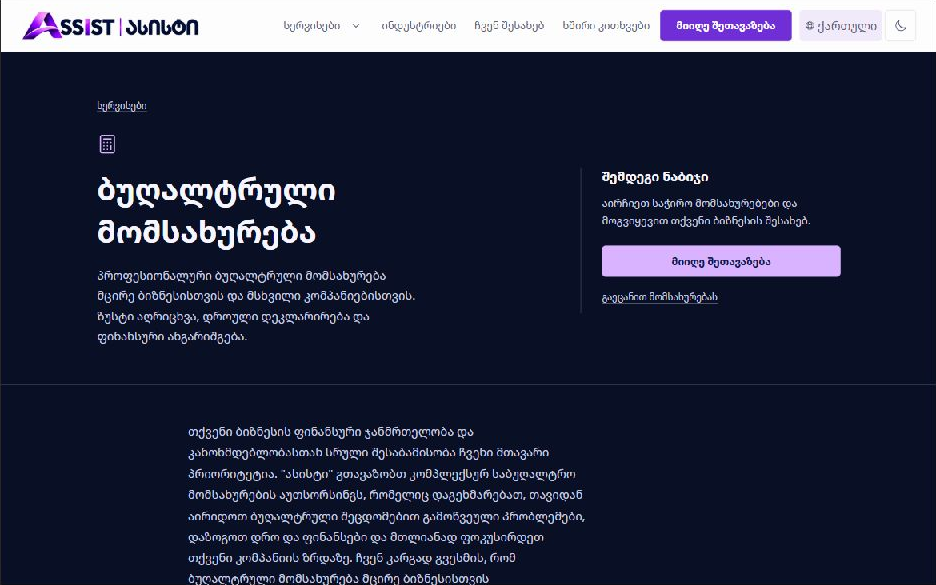 ASSIST | ასისტი
სერვისები
ინდუსტრიები
ჩვენ შესახებ
ხშირი კითხვები
მიიღე შეთავაზება
ქართული
სერვისები
ბუღალტრული
მომსახურება
პროფესიონალური ბუღალტრული მომსახურება
მცირე ბიზნესისთვის და მსხვილი კომპანიებისთვის.
ზუსტი აღრიცხვა, დროული დეკლარირება და
ფინანსური ანგარიშგება.
შემდეგი ნაბიჯი
აირჩიეთ საჭირო მომსახურებები და
მოგვიყევით თქვენი ბიზნესის შესახებ.
მიიღე შეთავაზება
გაეცანით მომსახურებას
თქვენი ბიზნესის ფინანსური ჯანმრთელობა და
კანონმდებლობასთან სრული შესაბამისობა ჩვენი მთავარი
პრიორიტეტია. "ასისტი" გთავაზობთ კომპლექსურ საბუღალტრო
მომსახურების აუთსორსინგს, რომელიც დაგეხმარებათ, თავიდან
აირიდოთ ბუღალტრული შეცდომებით გამოწვეული პრობლემები,
დაზოგოთ დრო და ფინანსები და მთლიანად ფოკუსირდეთ
თქვენი კომპანიის ზრდაზე. ჩვენ კარგად გვესმის, რომ
ბუღალტრული მომსახურება მცირე ბიზნესისთვის